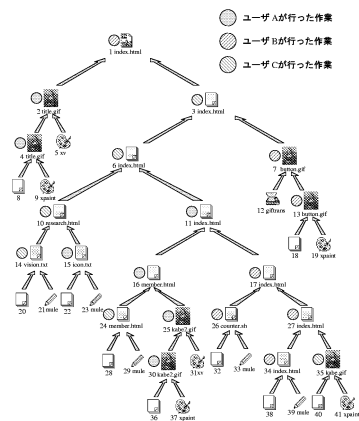 ユーザ Aが行った作業
ユーザ Bが行った作業
ユーザ Cが行った作業
1 index.html
2 title.gif
3 index.html
4 title.gif
5 xv
6 index.html
7 button.gif
8
9 xpaint
10 research.html
11 index.html
12 giftrans
13 button.gif
14 vision.txt
15 icon.txt
16 member.html
17 index.html
18
19 xpaint
20
21 mule
22
23 mule
24 member.html
25 kabe2.gif
26 counter.sh
27 index.html
28
29 mule
30 kabe2.gif
31xv
32
33 mule
34 index.html
35 kabe.gif
36
37 xpaint
38
39 mule
40
41 xpaint